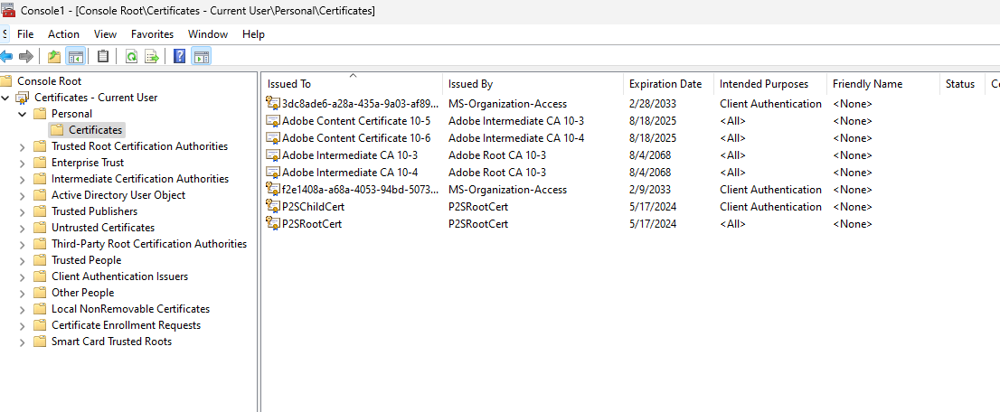 Console1 - [Console Root\Certificates - Current User\Personal\Certificates]
File Action View Favorites Window Help
Console Root
Certificates - Current User
Personal
Certificates
Trusted Root Certification Authorities
Enterprise Trust
Intermediate Certification Authorities
Active Directory User Object
Trusted Publishers
Untrusted Certificates
Third-Party Root Certification Authorities
Trusted People
Client Authentication Issuers
Other People
Local NonRemovable Certificates
Certificate Enrollment Requests
Smart Card Trusted Roots
Issued To Issued By Expiration Date Intended Purposes Friendly Name Status
3dc8ade6-a28a-435a-9a03-af89... MS-Organization-Access 2/28/2033 Client Authentication <None>
Adobe Content Certificate 10-5 Adobe Intermediate CA 10-3 8/18/2025 <All> <None>
Adobe Content Certificate 10-6 Adobe Intermediate CA 10-4 8/18/2025 <All> <None>
Adobe Intermediate CA 10-3 Adobe Root CA 10-3 8/4/2068 <All> <None>
Adobe Intermediate CA 10-4 Adobe Root CA 10-3 8/4/2068 <All> <None>
f2e1408a-a68a-4053-94bd-5073... MS-Organization-Access 2/9/2033 Client Authentication <None>
P2SChildCert P2SRootCert 5/17/2024 Client Authentication <None>
P2SRootCert P2SRootCert 5/17/2024 <All> <None>